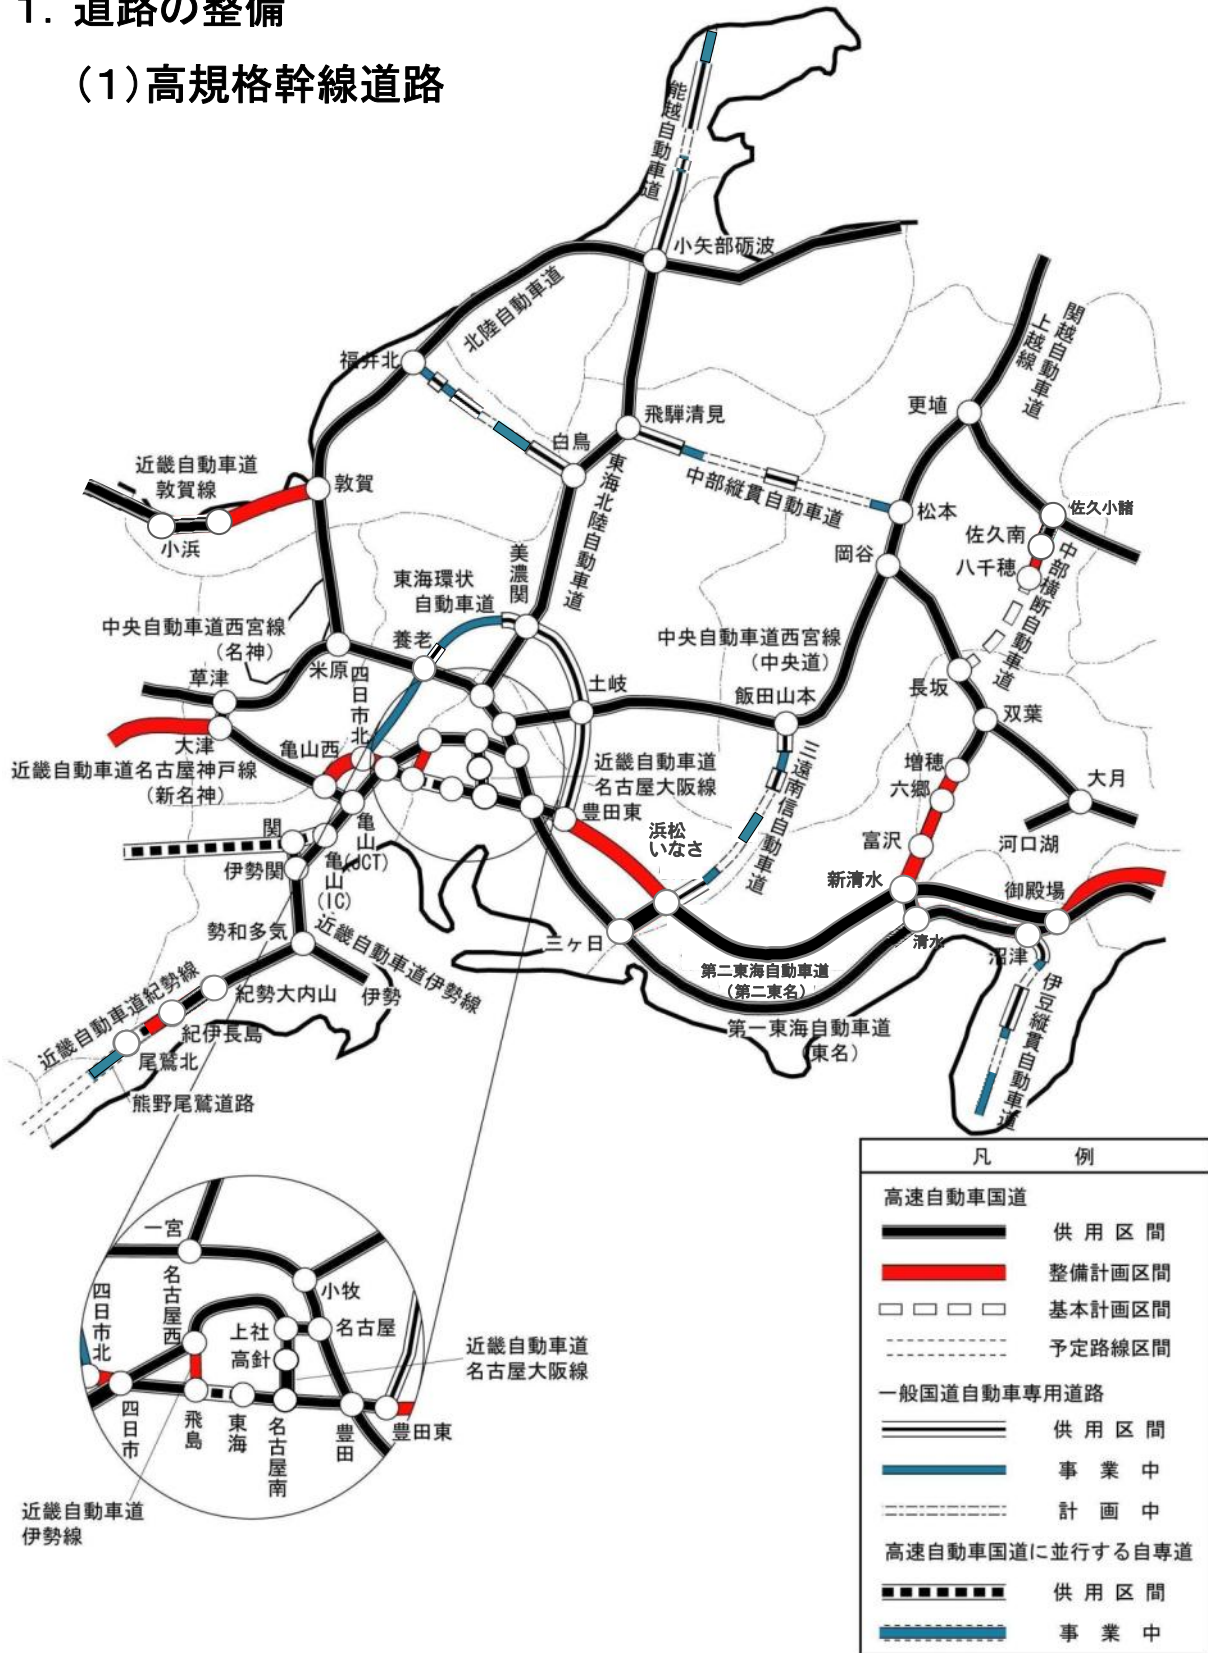 1. 道路の整備
(1)高規格幹線道路
能越自動車道
小矢部砺波
北陸自動車道
関越自動車道
上越線
福井北
飛騨清見
更埴
白鳥
近畿自動車道
敦賀線
敦賀
中部縦貫自動車道
東海北陸自動車道
松本
佐久小諸
小浜
美濃関
岡谷
佐久南
八千穂
中部横断自動車道
東海環状
自動車道
中央自動車道西宮線
(名神)
養老
中央自動車道西宮線
(中央道)
米原
草津
四日市北
土岐
飯田山本
長坂
双葉
大津
亀山西
近畿自動車道名古屋神戸線
(新名神)
近畿自動車道
名古屋大阪線
三遠南信自動車道
増穂
六郷
大月
豊田東
浜松
いなさ
関
亀山
(JCT)
富沢
河口湖
伊勢関
亀山
(IC)
新清水
御殿場
勢和多気
近畿自動車道伊勢線
三ヶ日
清水
沼津
第二東海自動車道
(第二東名)
近畿自動車道紀勢線
紀勢大内山
伊勢
伊豆縦貫自動車道
紀伊長島
第一東海自動車道
(東名)
尾鷲北
熊野尾鷲道路
凡 例
高速自動車国道
供用区間
整備計画区間
基本計画区間
予定路線区間
一般国道自動車専用道路
供用区間
事業中
計画中
高速自動車国道に並行する自専道
供用区間
事業中
一宮
名古屋西
小牧
四日市北
上社
名古屋
高針
近畿自動車道
名古屋大阪線
四日市
飛島
東海
名古屋南
豊田
豊田東
近畿自動車道
伊勢線